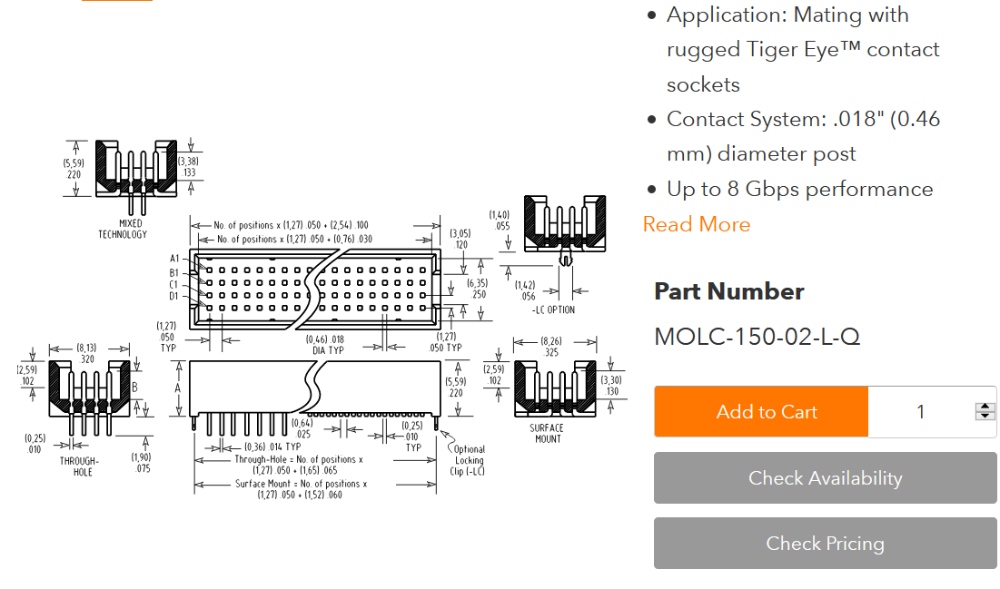 • Application: Mating with
rugged Tiger Eye™ contact
sockets
• Contact System: .018" (0.46
mm) diameter post
• Up to 8 Gbps performance
Read More
Part Number
MOLC-150-02-L-Q
Add to Cart
1
Check Availability
Check Pricing
(5,59)
.220
(3,38)
.133
MIXED
TECHNOLOGY
No. of positions x (1,27) .050 + (2,54) .100
No. of positions x (1,27) .050 + (0,76) .030
(3,05)
.120
A1
B1
C1
D1
(6,35)
.250
(1,40)
.055
(1,42)
.056
-LC OPTION
(1,27)
.050
TYP
(0,46) .018
DIA TYP
(1,27)
.050 TYP
(8,13)
.320
(2,59)
.102
B
(0,25)
.010
THROUGH-
HOLE
(1,90)
.075
A
(5,59)
.220
(0,64)
.025
(0,25)
.010
TYP
(0,36) .014 TYP
Through-Hole = No. of positions x
(1,27) .050 + (1,65) .065
Surface Mount = No. of positions x
(1,27) .050 + (1,52) .060
Optional
Locking
Clip (-LC)
(8,26)
.325
(2,59)
.102
(3,30)
.130
SURFACE
MOUNT